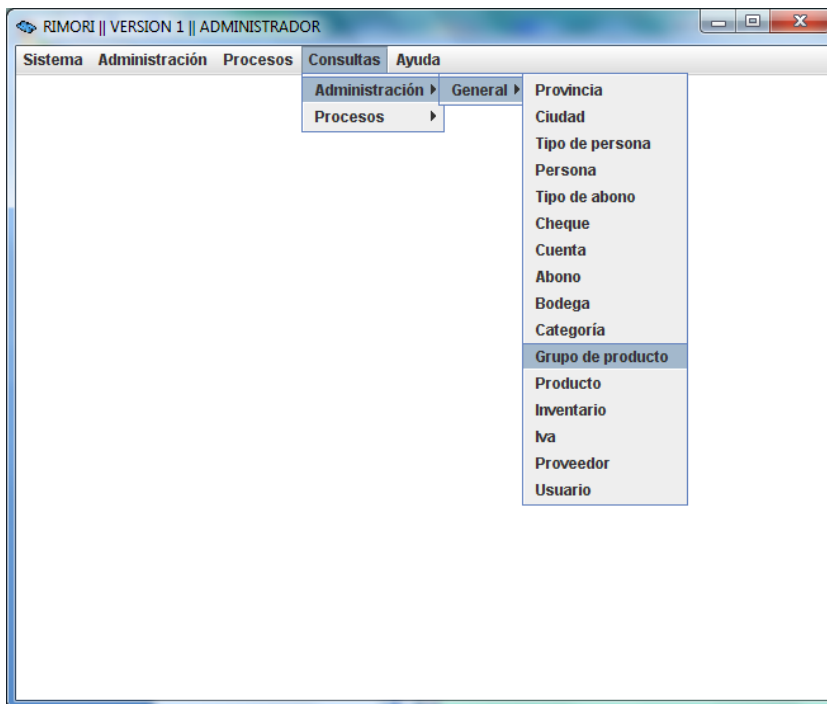 RIMORI || VERSION 1 || ADMINISTRADOR
Sistema Administración Procesos Consultas Ayuda
Administración General Provincia
Procesos Ciudad
Tipo de persona
Persona
Tipo de abono
Cheque
Cuenta
Abono
Bodega
Categoría
Grupo de producto
Producto
Inventario
Iva
Proveedor
Usuario